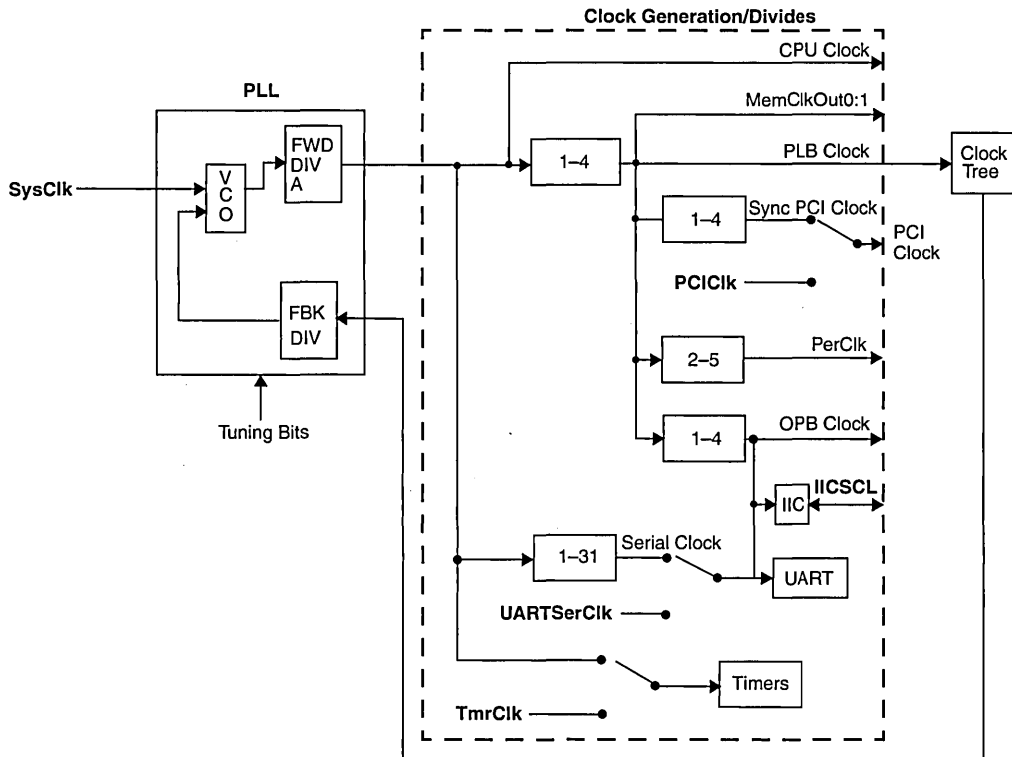 Clock Generation/Divides
CPU Clock
PLL
MemClkOut0:1
FWD
DIV
A
1–4
PLB Clock
Clock
Tree
V
C
O
SysClk
1–4
Sync PCI Clock
PCI
Clock
PCIClk
FBK
DIV
2–5
PerClk
Tuning Bits
1–4
OPB Clock
IIC
IICSCL
1–31
Serial Clock
UART
UARTSerClk
Timers
TmrClk